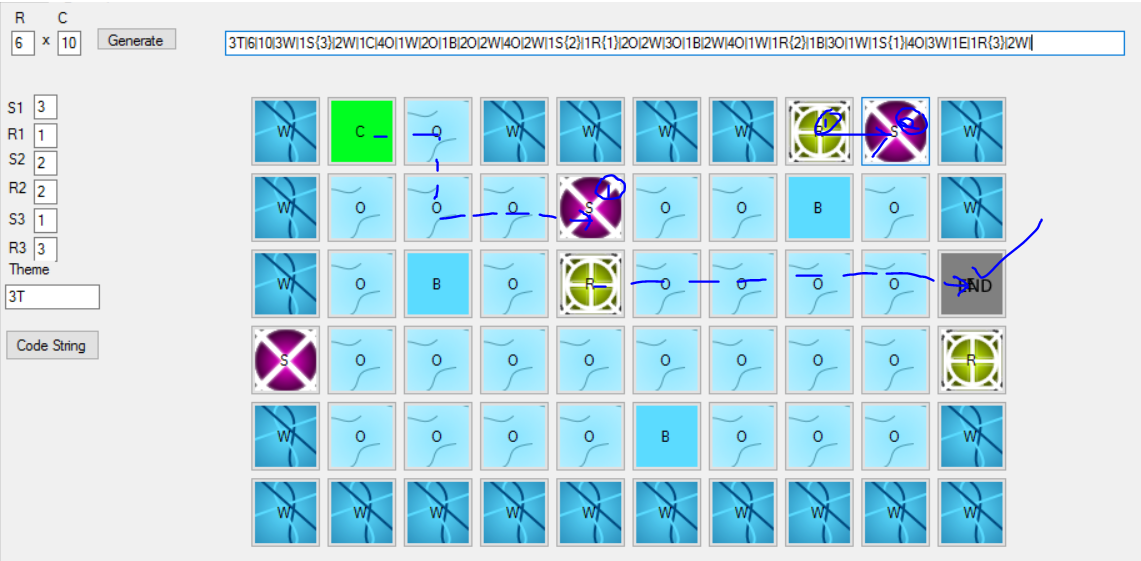 R C
6 x 10 Generate
3T|6|10|3W|1S{3}|2W|1C|4O|1W|2O|1B|2O|2W|4O|2W|1S{2}|1R{1}|2O|2W|3O|1B|2W|4O|1W|1R{2}|1B|3O|1W|1S{1}|4O|3W|1E|1R{3}|2W|
S1 3
R1 1
S2 2
R2 2
S3 1
R3 3
Theme
3T
Code String
W C O W W W W R S 2 W
W O O O S 1 O O B O W
W O B O R O O O O END
S O O O O O O O O R
W O O O O B O O O W
W W W W W W W W W W